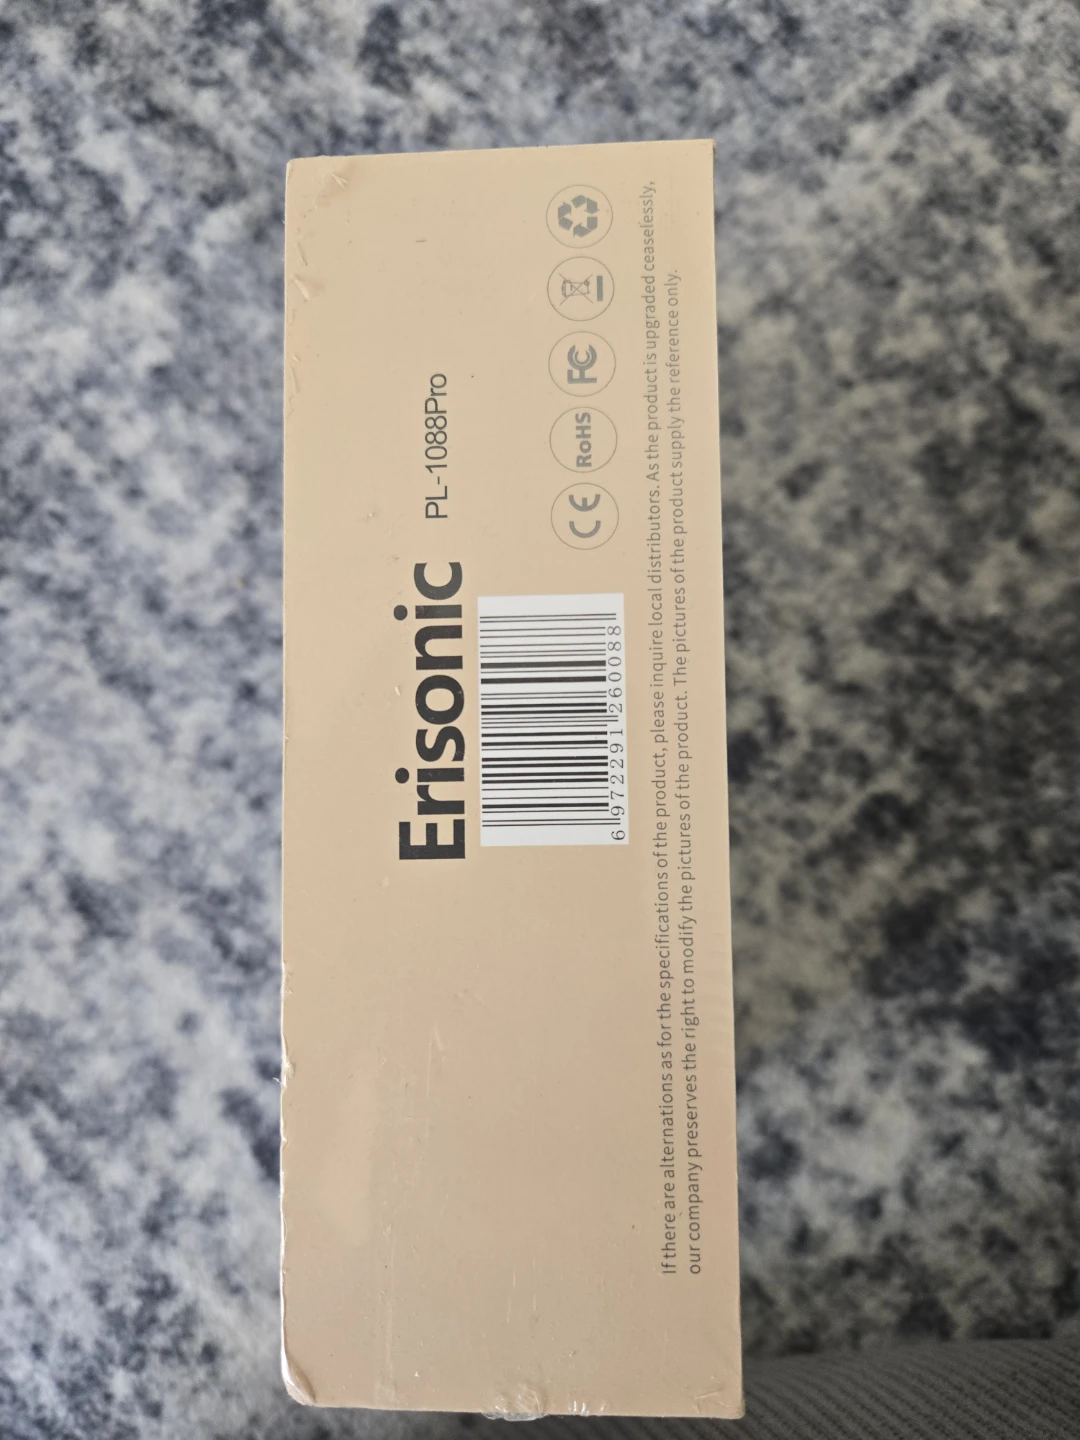 Erisonic PL-1088Pro
6 972291 260088
CE RoHS FC
If there are alternations as for the specifications of the product, please inquire local distributors. As the product is upgraded ceaselessly,
our company preserves the right to modify the pictures of the product. The pictures of the product supply the reference only.